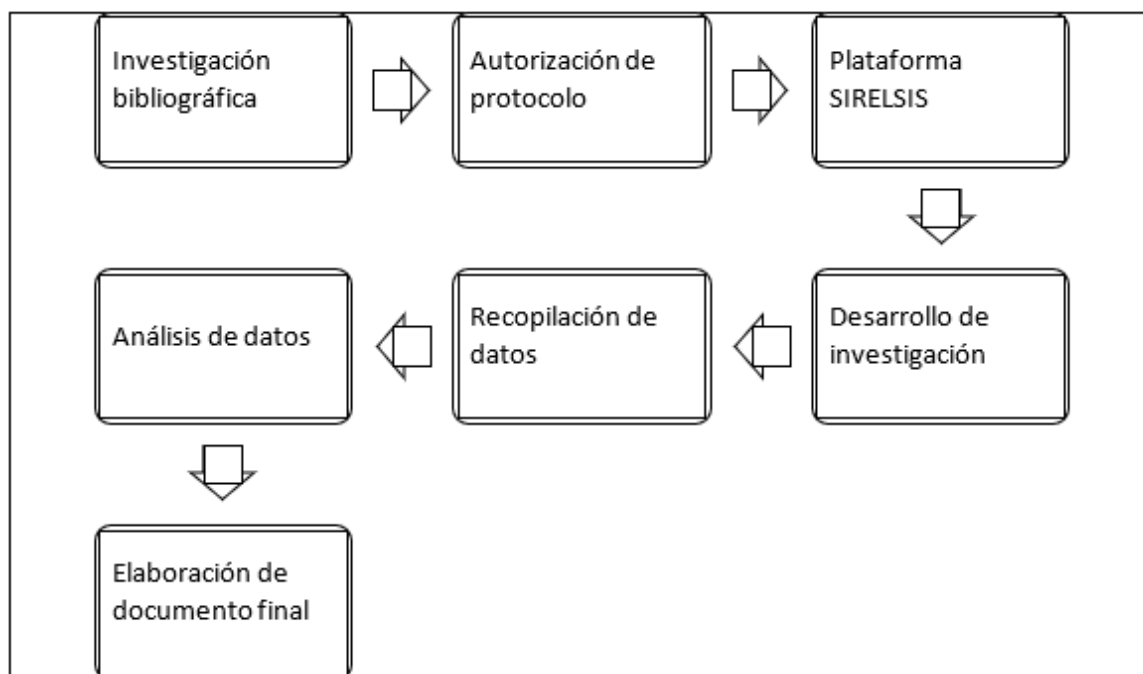 Investigación
bibliográfica
Autorización de
protocolo
Plataforma
SIRELSIS
Desarrollo de
investigación
Recopilación de
datos
Análisis de datos
Elaboración de
documento final